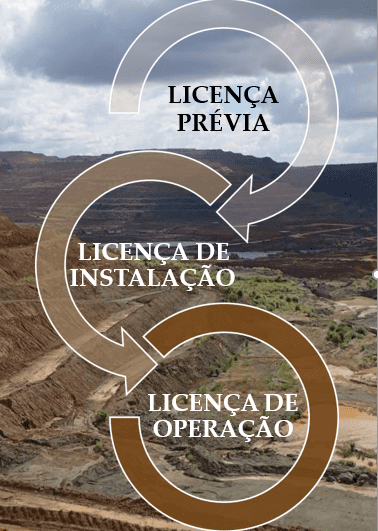 LICENÇA
PRÉVIA
LICENÇA DE
INSTALAÇÃO
LICENÇA DE
OPERAÇÃO